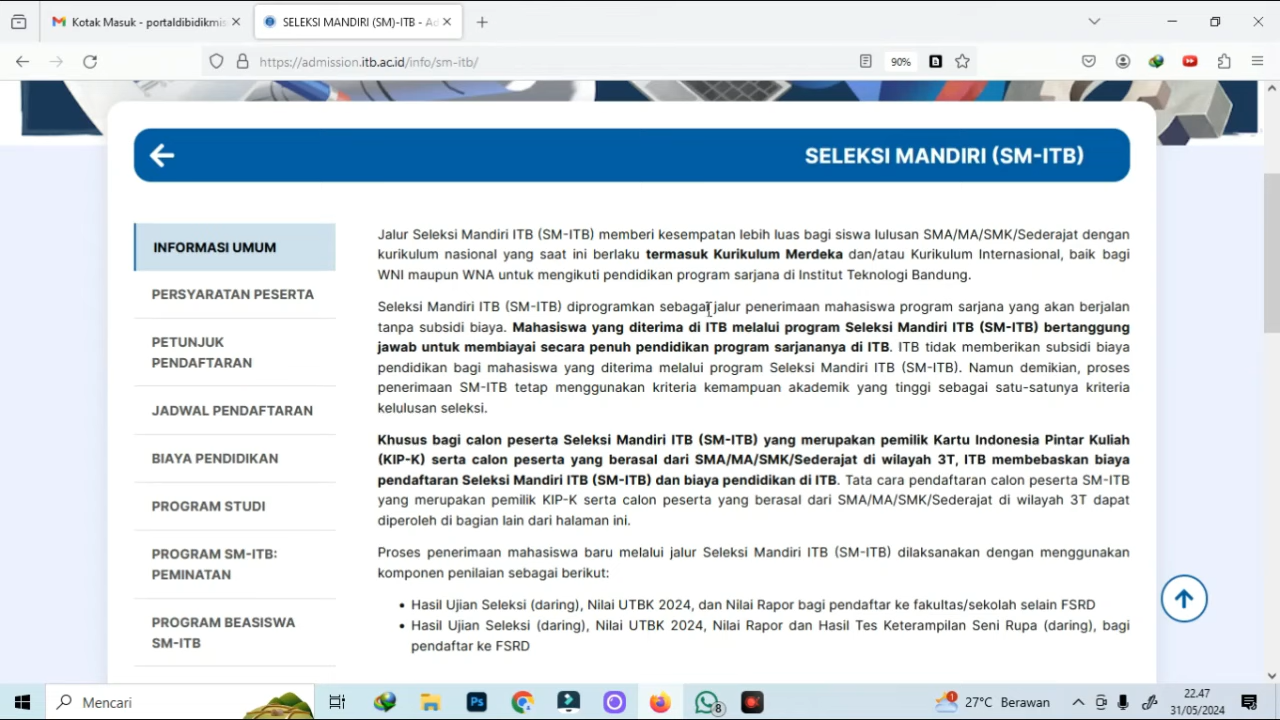 Kotak Masuk - portaldibidikmis
SELEKSI MANDIRI (SM)-ITB - Ad
https://admission.itb.ac.id/info/sm-itb/
90%
SELEKSI MANDIRI (SM-ITB)
INFORMASI UMUM
PERSYARATAN PESERTA
PETUNJUK
PENDAFTARAN
JADWAL PENDAFTARAN
BIAYA PENDIDIKAN
PROGRAM STUDI
PROGRAM SM-ITB:
PEMINATAN
PROGRAM BEASISWA
SM-ITB
Jalur Seleksi Mandiri ITB (SM-ITB) memberi kesempatan lebih luas bagi siswa lulusan SMA/MA/SMK/Sederajat dengan
kurikulum nasional yang saat ini berlaku termasuk Kurikulum Merdeka dan/atau Kurikulum Internasional, baik bagi
WNI maupun WNA untuk mengikuti pendidikan program sarjana di Institut Teknologi Bandung.
Seleksi Mandiri ITB (SM-ITB) diprogramkan sebagai jalur penerimaan mahasiswa program sarjana yang akan berjalan
tanpa subsidi biaya. Mahasiswa yang diterima di ITB melalui program Seleksi Mandiri ITB (SM-ITB) bertanggung
jawab untuk membiayai secara penuh pendidikan program sarjananya di ITB. ITB tidak memberikan subsidi biaya
pendidikan bagi mahasiswa yang diterima melalui program Seleksi Mandiri ITB (SM-ITB). Namun demikian, proses
penerimaan SM-ITB tetap menggunakan kriteria kemampuan akademik yang tinggi sebagai satu-satunya kriteria
kelulusan seleksi.
Khusus bagi calon peserta Seleksi Mandiri ITB (SM-ITB) yang merupakan pemilik Kartu Indonesia Pintar Kuliah
(KIP-K) serta calon peserta yang berasal dari SMA/MA/SMK/Sederajat di wilayah 3T, ITB membebaskan biaya
pendaftaran Seleksi Mandiri ITB (SM-ITB) dan biaya pendidikan di ITB. Tata cara pendaftaran calon peserta SM-ITB
yang merupakan pemilik KIP-K serta calon peserta yang berasal dari SMA/MA/SMK/Sederajat di wilayah 3T dapat
diperoleh di bagian lain dari halaman ini.
Proses penerimaan mahasiswa baru melalui jalur Seleksi Mandiri ITB (SM-ITB) dilaksanakan dengan menggunakan
komponen penilaian sebagai berikut:
• Hasil Ujian Seleksi (daring), Nilai UTBK 2024, dan Nilai Rapor bagi pendaftar ke fakultas/sekolah selain FSRD
• Hasil Ujian Seleksi (daring), Nilai UTBK 2024, Nilai Rapor dan Hasil Tes Keterampilan Seni Rupa (daring), bagi
pendaftar ke FSRD
Mencari
Ps
8
1
27°C Berawan
22.47
31/05/2024